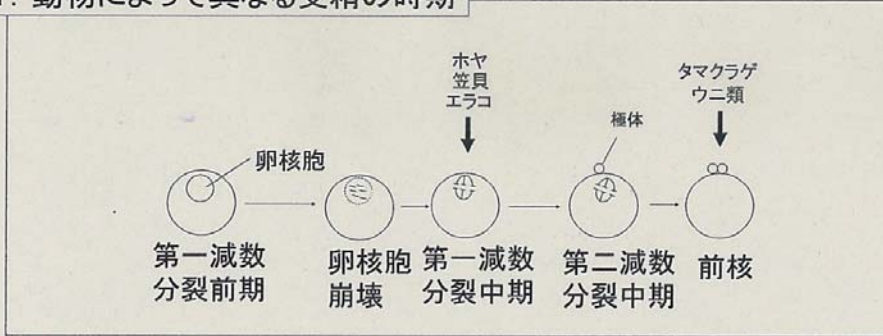 動物によって異なる受精の時期
ホヤ
笠貝
エラコ
タマクラゲ
ウニ類
極体
卵核胞
第一減数
分裂前期
卵核胞
崩壊
第一減数
分裂中期
第二減数
分裂中期
前核